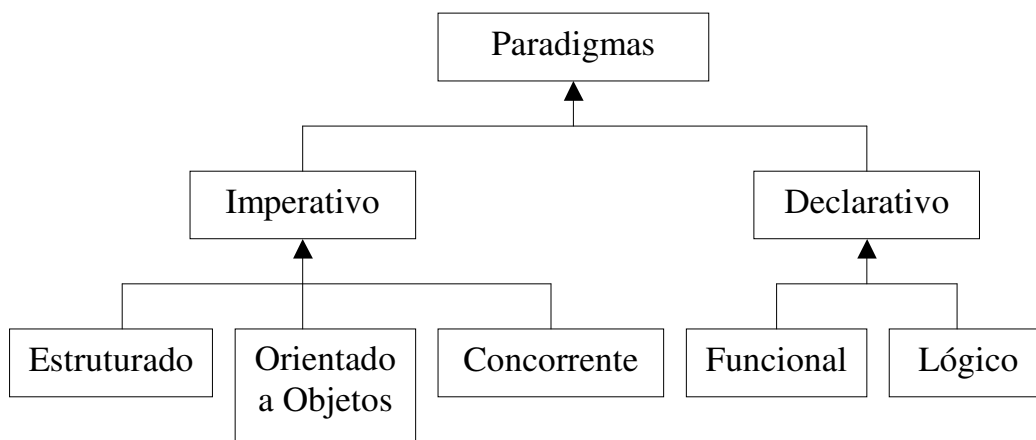 Paradigmas
Imperativo
Declarativo
Estruturado
Orientado
a Objetos
Concorrente
Funcional
Lógico